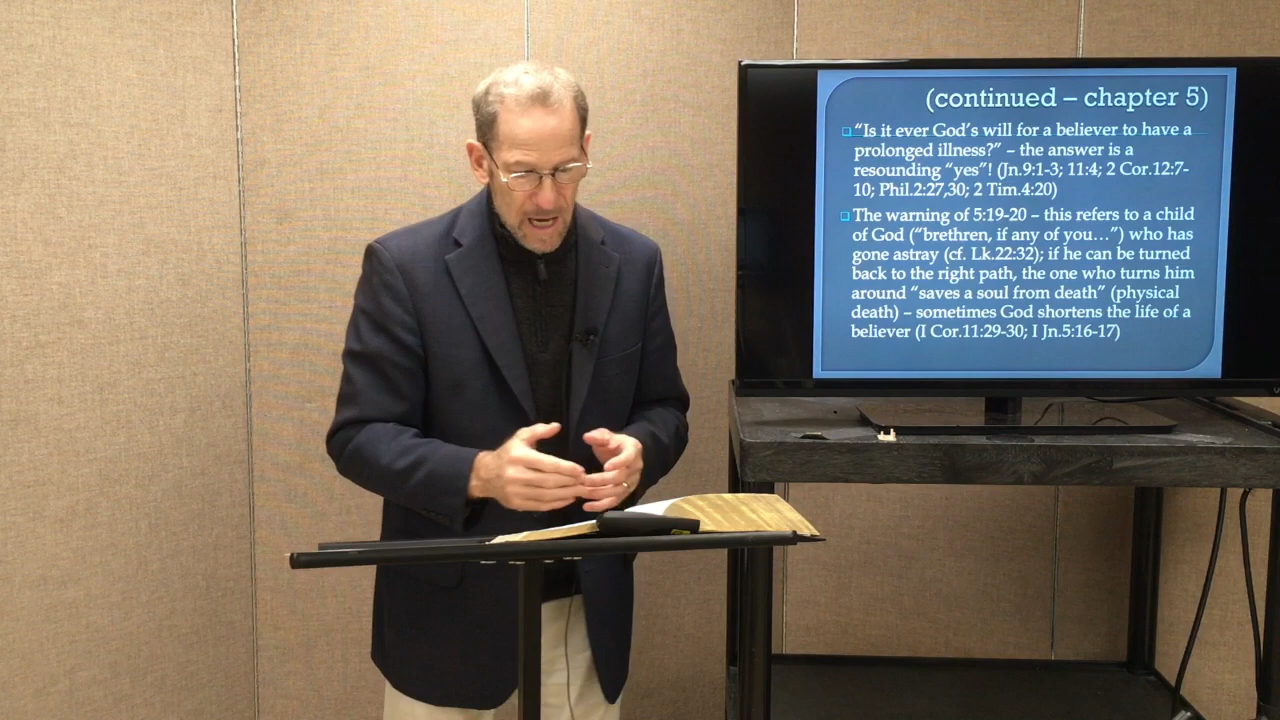 (continued – chapter 5)
“Is it ever God’s will for a believer to have a
prolonged illness?” – the answer is a
resounding “yes”! (Jn.9:1-3; 11:4; 2 Cor.12:7-
10; Phil.2:27,30; 2 Tim.4:20)
The warning of 5:19-20 – this refers to a child
of God (“brethren, if any of you…”) who has
gone astray (cf. Lk.22:32); if he can be turned
back to the right path, the one who turns him
around “saves a soul from death” (physical
death) – sometimes God shortens the life of a
believer (I Cor.11:29-30; I Jn.5:16-17)